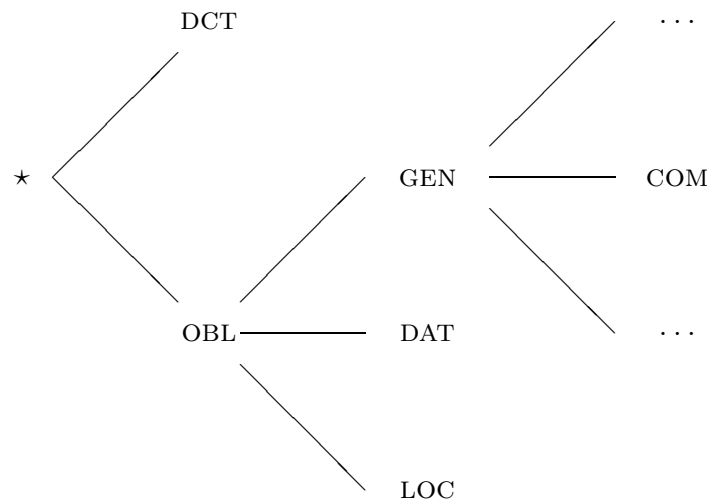 DCT ···
⋆ GEN COM
OBL DAT ···
LOC